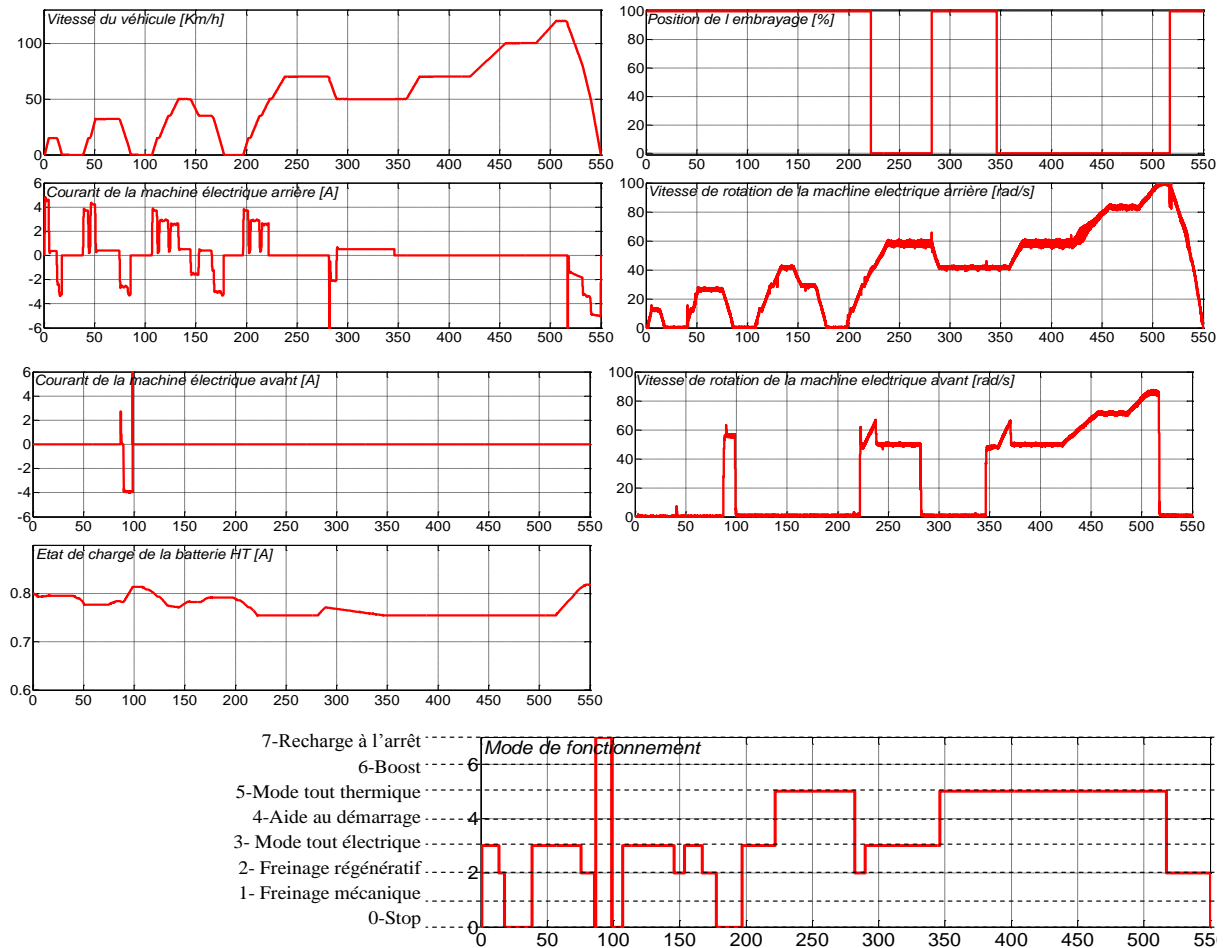 Vitesse du véhicule [Km/h]
100
50
0
0 50 100 150 200 250 300 350 400 450 500 550
Position de l embrayage [%]
100
80
60
40
20
0
0 50 100 150 200 250 300 350 400 450 500 550
Courant de la machine électrique arrière [A]
6
4
2
0
-2
-4
-6
0 50 100 150 200 250 300 350 400 450 500 550
Vitesse de rotation de la machine electrique arrière [rad/s]
100
80
60
40
20
0
0 50 100 150 200 250 300 350 400 450 500 550
Courant de la machine électrique avant [A]
6
4
2
0
-2
-4
-6
0 50 100 150 200 250 300 350 400 450 500 550
Vitesse de rotation de la machine electrique avant [rad/s]
100
80
60
40
20
0
0 50 100 150 200 250 300 350 400 450 500 550
Etat de charge de la batterie HT [A]
0.8
0.7
0.6
0 50 100 150 200 250 300 350 400 450 500 550
Mode de fonctionnement
7-Recharge à l’arrêt
6-Boost
5-Mode tout thermique
4-Aide au démarrage
3- Mode tout électrique
2- Freinage régénératif
1- Freinage mécanique
0-Stop
6
4
2
0
0 50 100 150 200 250 300 350 400 450 500